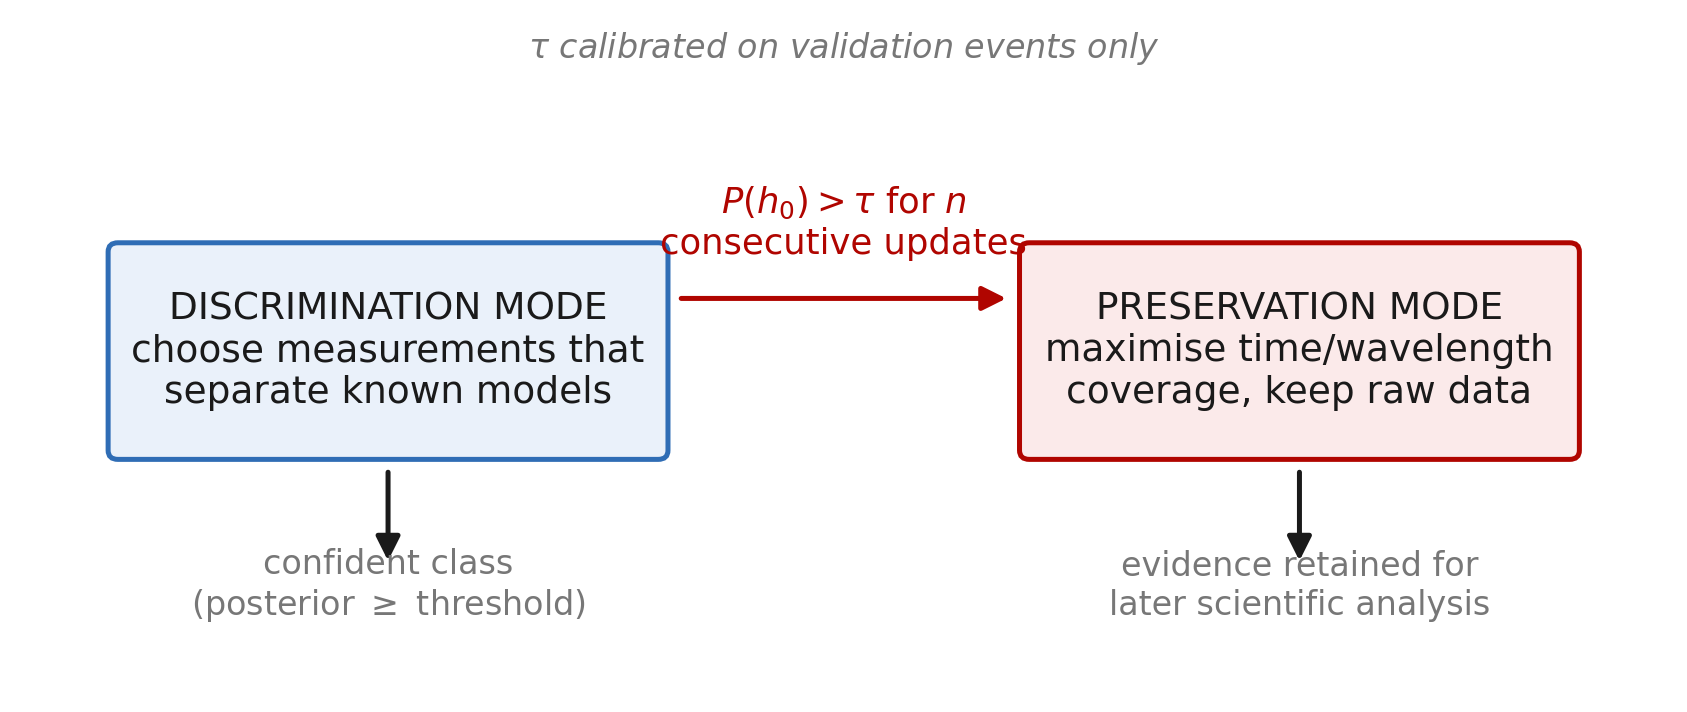 τ calibrated on validation events only
P(h₀) > τ for n
consecutive updates
DISCRIMINATION MODE
choose measurements that
separate known models
PRESERVATION MODE
maximise time/wavelength
coverage, keep raw data
confident class
(posterior ≥ threshold)
evidence retained for
later scientific analysis